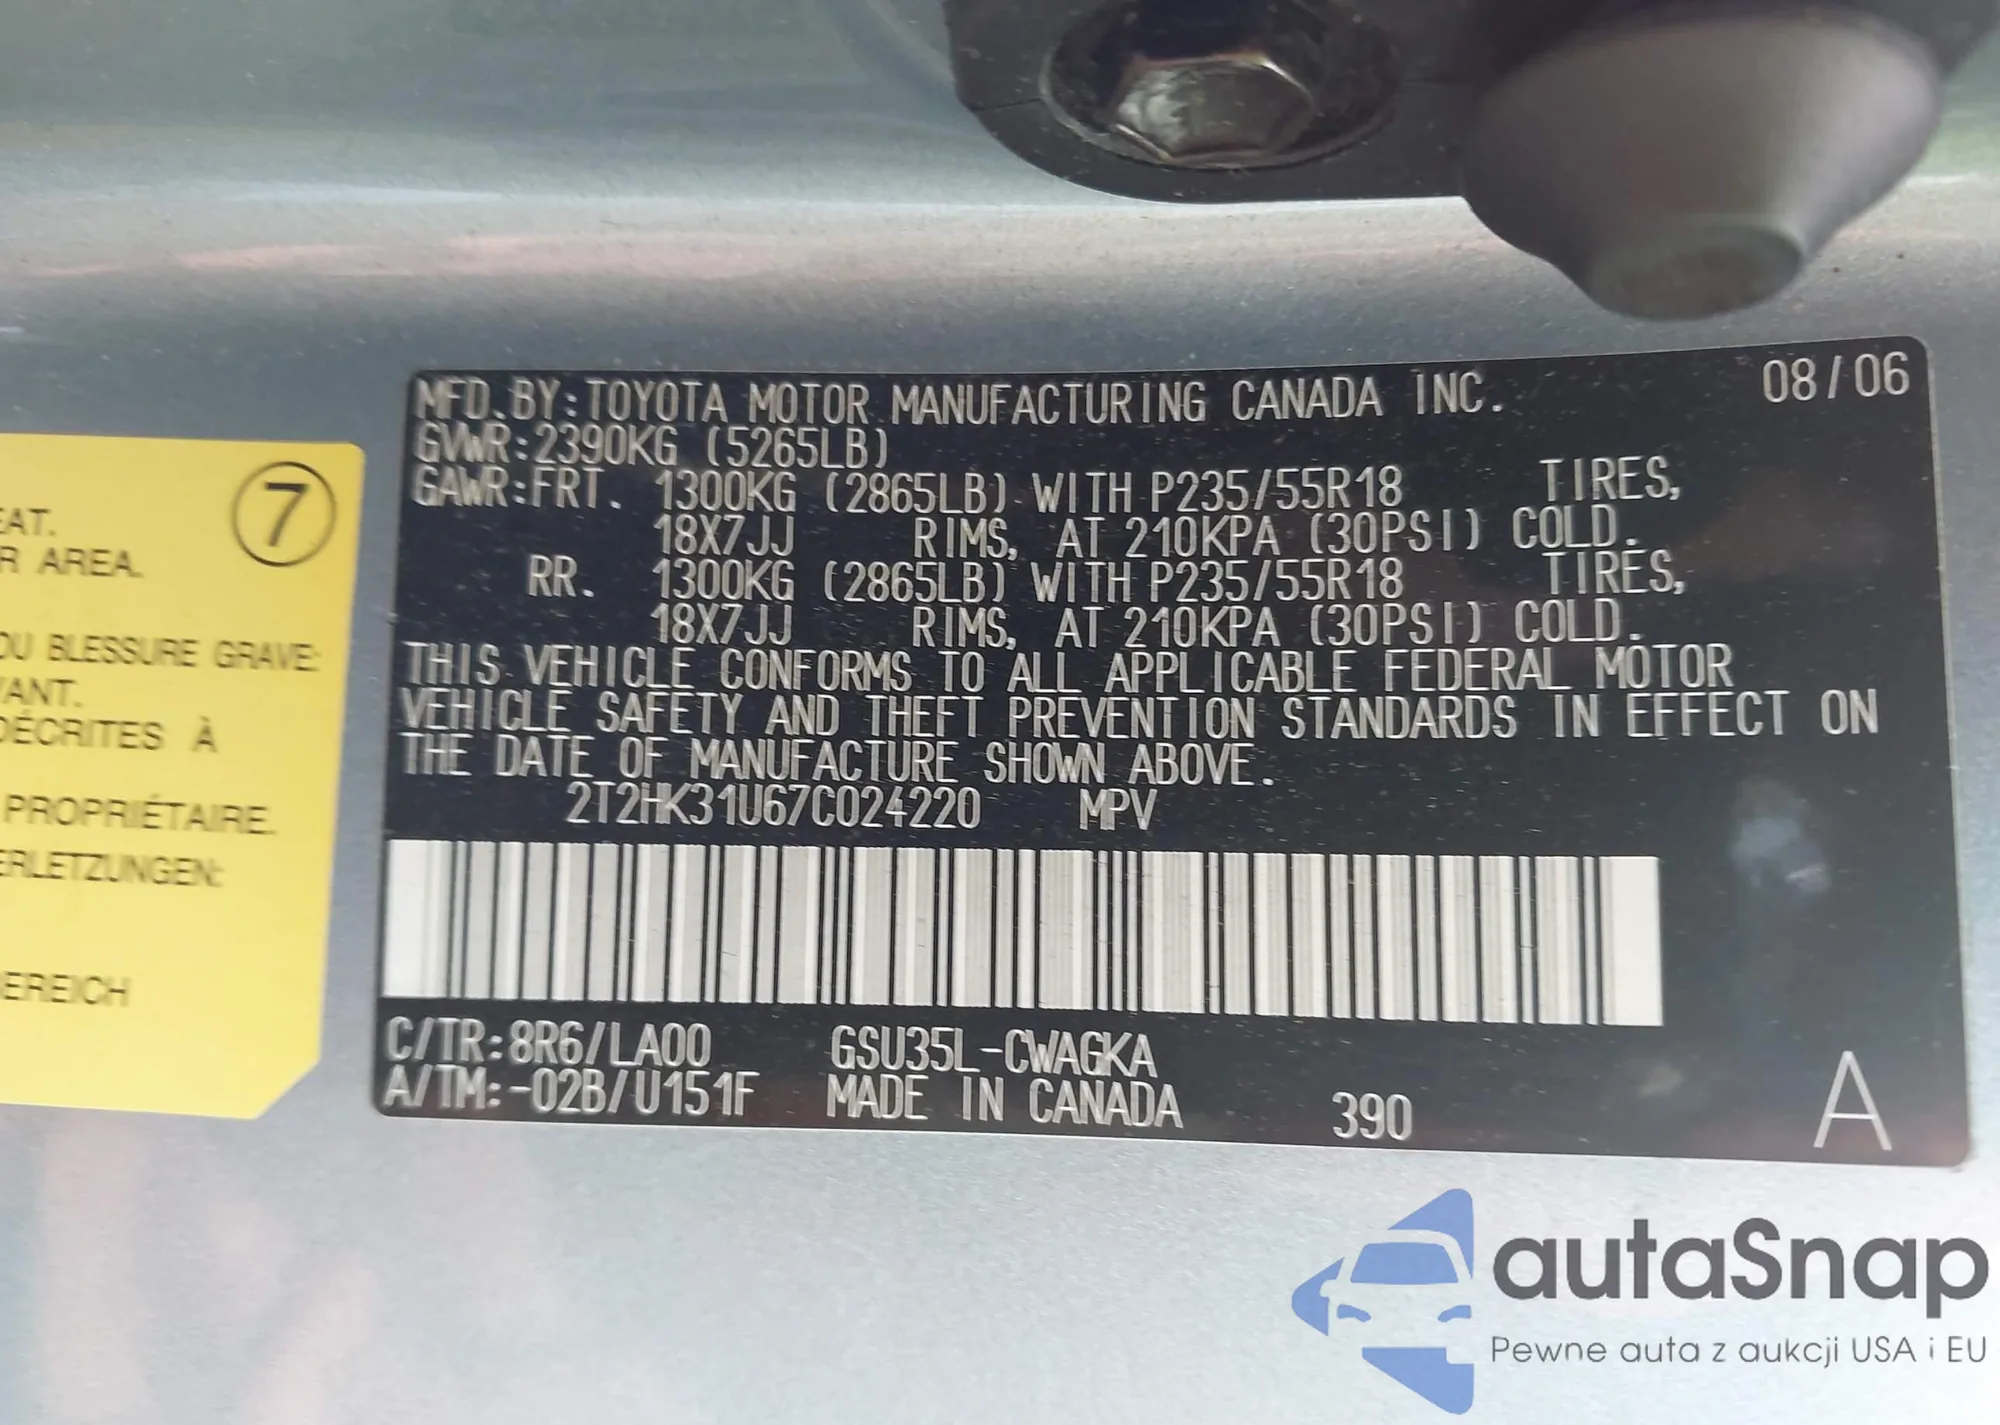 7
EAT.
R AREA.
OU BLESSURE GRAVE:
VANT.
DÉCRITES À
PROPRIÉTAIRE.
ERLETZUNGEN:
BEREICH
MFD.BY:TOYOTA MOTOR MANUFACTURING CANADA INC. 08/06
GVWR:2390KG (5265LB)
GAWR:FRT. 1300KG (2865LB) WITH P235/55R18 TIRES,
18X7JJ RIMS, AT 210KPA (30PSI) COLD.
RR. 1300KG (2865LB) WITH P235/55R18 TIRES,
18X7JJ RIMS, AT 210KPA (30PSI) COLD.
THIS VEHICLE CONFORMS TO ALL APPLICABLE FEDERAL MOTOR
VEHICLE SAFETY AND THEFT PREVENTION STANDARDS IN EFFECT ON
THE DATE OF MANUFACTURE SHOWN ABOVE.
2T2HK31U67C024220 MPV
C/TR:8R6/LA00 GSU35L-CWAGKA
A/TM:-02B/U151F MADE IN CANADA 390 A
autaSnap
Pewne auta z aukcji USA i EU